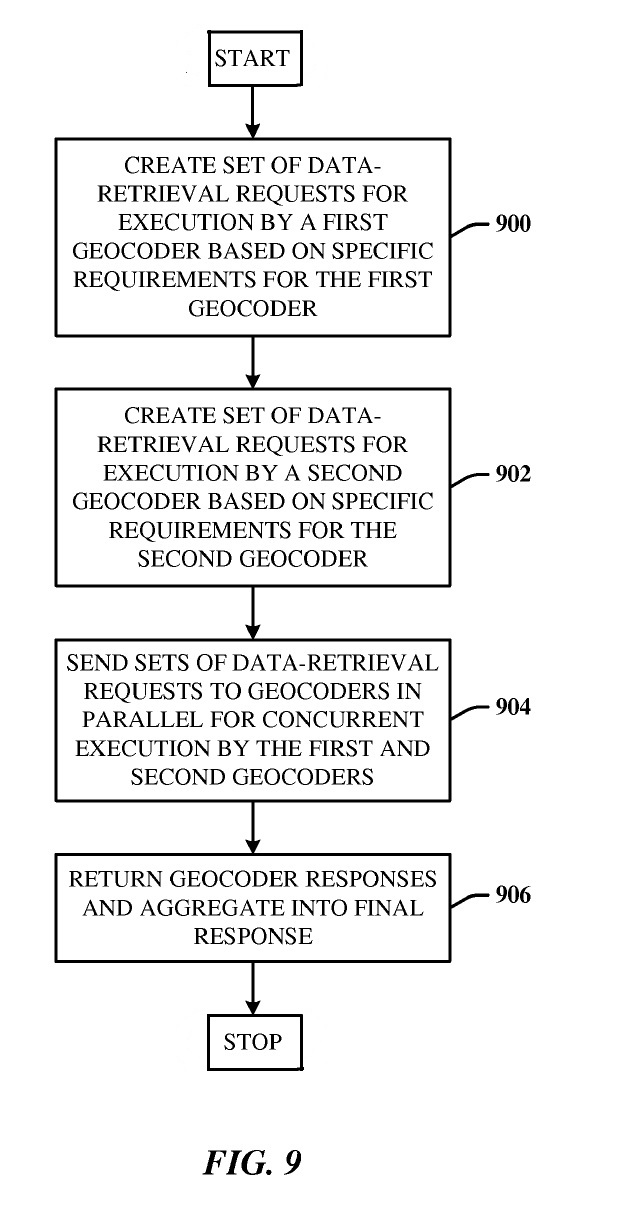 START
CREATE SET OF DATA-
RETRIEVAL REQUESTS FOR
EXECUTION BY A FIRST
GEOCODER BASED ON SPECIFIC
REQUIREMENTS FOR THE FIRST
GEOCODER
900
CREATE SET OF DATA-
RETRIEVAL REQUESTS FOR
EXECUTION BY A SECOND
GEOCODER BASED ON SPECIFIC
REQUIREMENTS FOR THE
SECOND GEOCODER
902
SEND SETS OF DATA-RETRIEVAL
REQUESTS TO GEOCODERS IN
PARALLEL FOR CONCURRENT
EXECUTION BY THE FIRST AND
SECOND GEOCODERS
904
RETURN GEOCODER RESPONSES
AND AGGREGATE INTO FINAL
RESPONSE
906
STOP
FIG. 9